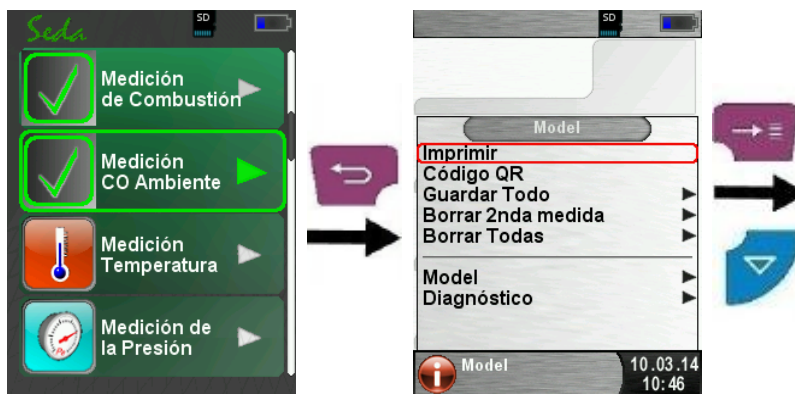 SD
Seda
Medición
de Combustión
Medición
CO Ambiente
Medición
Temperatura
Medición de
la Presión
SD
Model
Imprimir
Código QR
Guardar Todo
Borrar 2nda medida
Borrar Todas
Model
Diagnóstico
Model
10.03.14
10:46